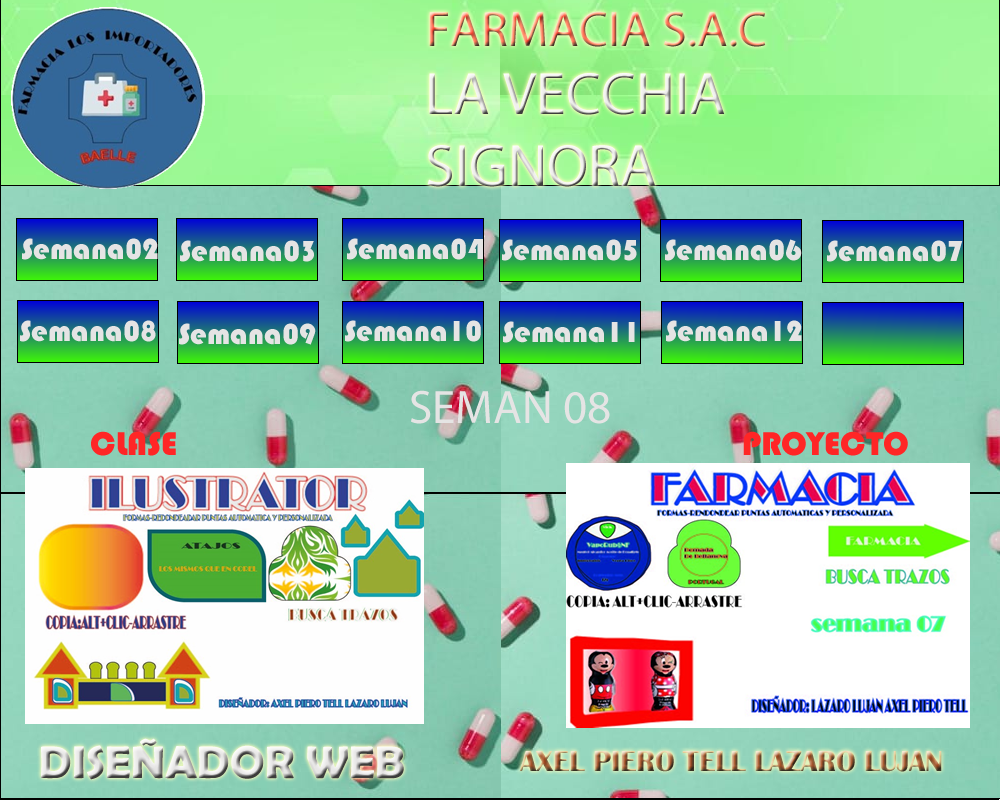 FARMACIA LOS IMPORTADORES
BAELLE
FARMACIA S.A.C
LA VECCHIA
SIGNORA
Semana02
Semana03
Semana04
Semana05
Semana06
Semana07
Semana08
Semana09
Semana10
Semana11
Semana12
SEMAN 08
CLASE
PROYECTO
ILUSTRATOR
FORMAS-REDONDEADAR PUNTAS AUTOMATICA Y PERSONALIZADA
ATAJOS
LOS MISMOS QUE EN COREL
BUSCA TRAZOS
COPIA:ALT+CLIC-ARRASTRE
DISEÑADOR: AXEL PIERO TELL LAZARO LUJAN
FARMACIA
FORMAS-RENDONDEAR PUNTAS AUTOMATICAS Y PERSONALIZADA
PORTUGAL
FARMACIA
BUSCA TRAZOS
COPIA: ALT+CLIC-ARRASTRE
semana 07
DISEÑADOR: LAZARO LUJAN AXEL PIERO TELL
DISEÑADOR WEB
AXEL PIERO TELL LAZARO LUJAN